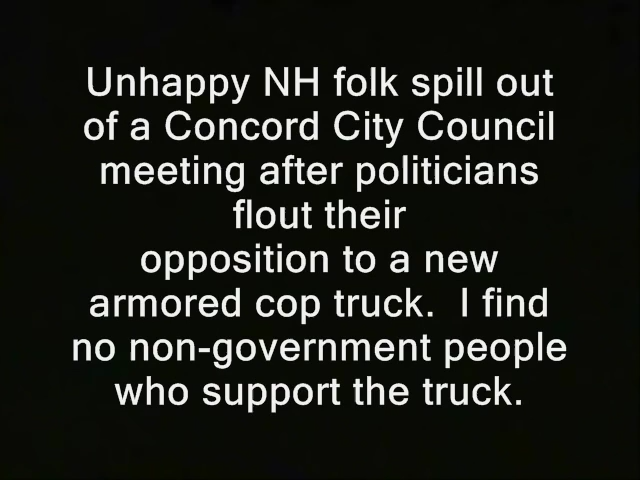 Unhappy NH folk spill out
of a Concord City Council
meeting after politicians
flout their
opposition to a new
armored cop truck.  I find
no non-government people
who support the truck.